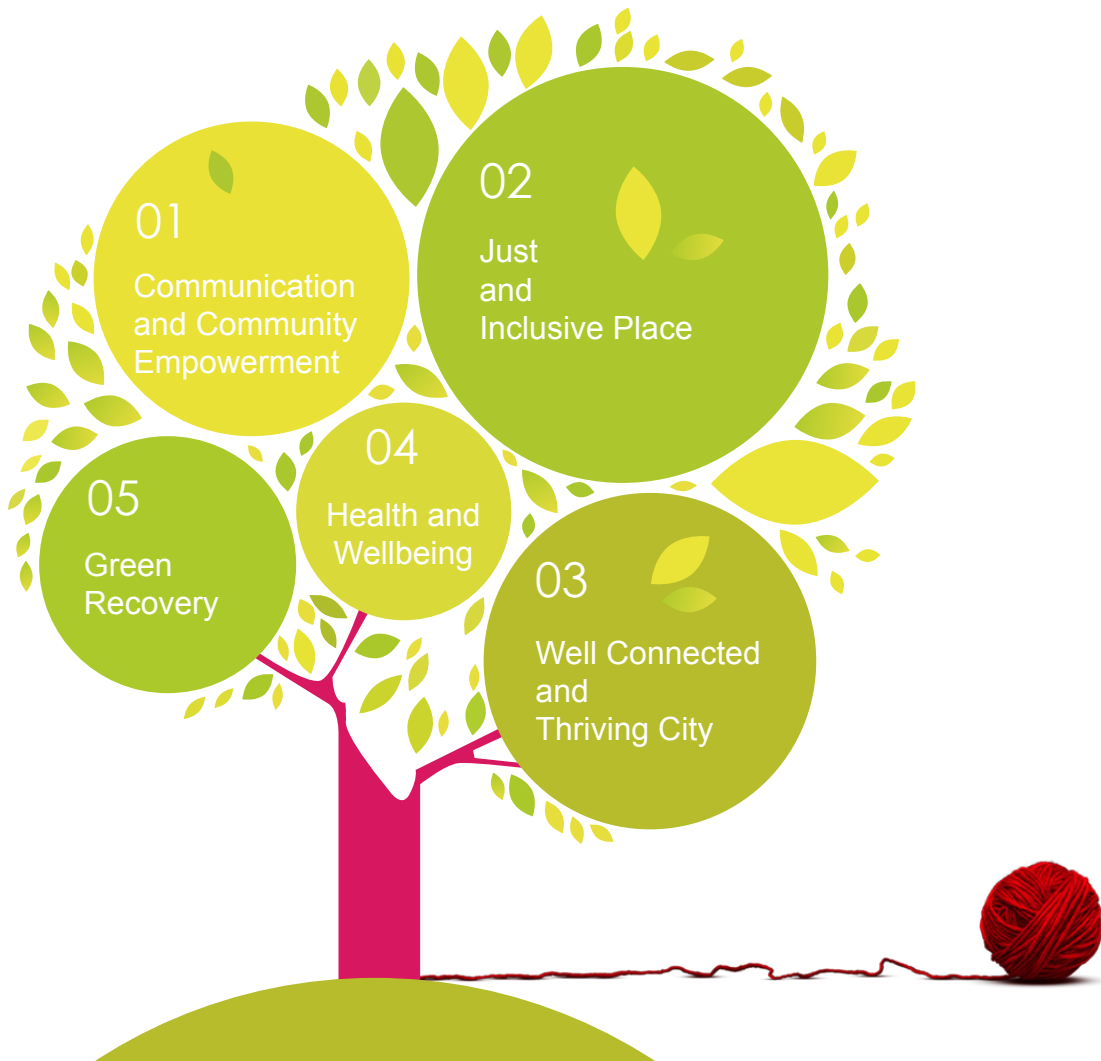 01
Communication
and Community
Empowerment
02
Just
and
Inclusive Place
03
Well Connected
and
Thriving City
04
Health and
Wellbeing
05
Green
Recovery